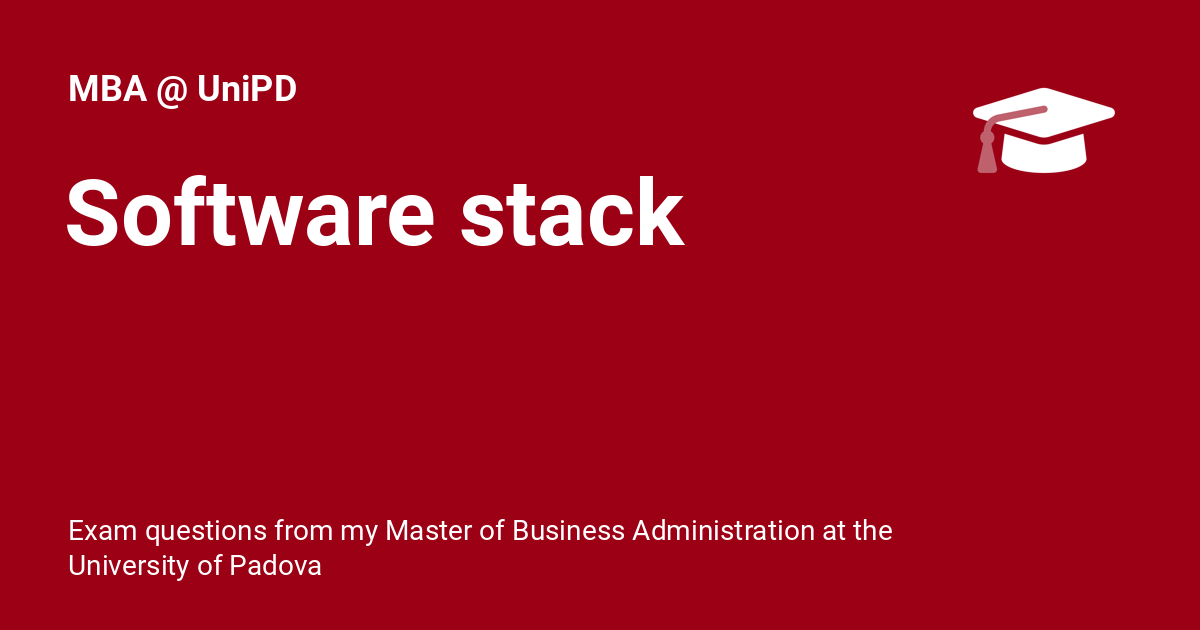 MBA @ UniPD
Software stack
Exam questions from my Master of Business Administration at the
University of Padova